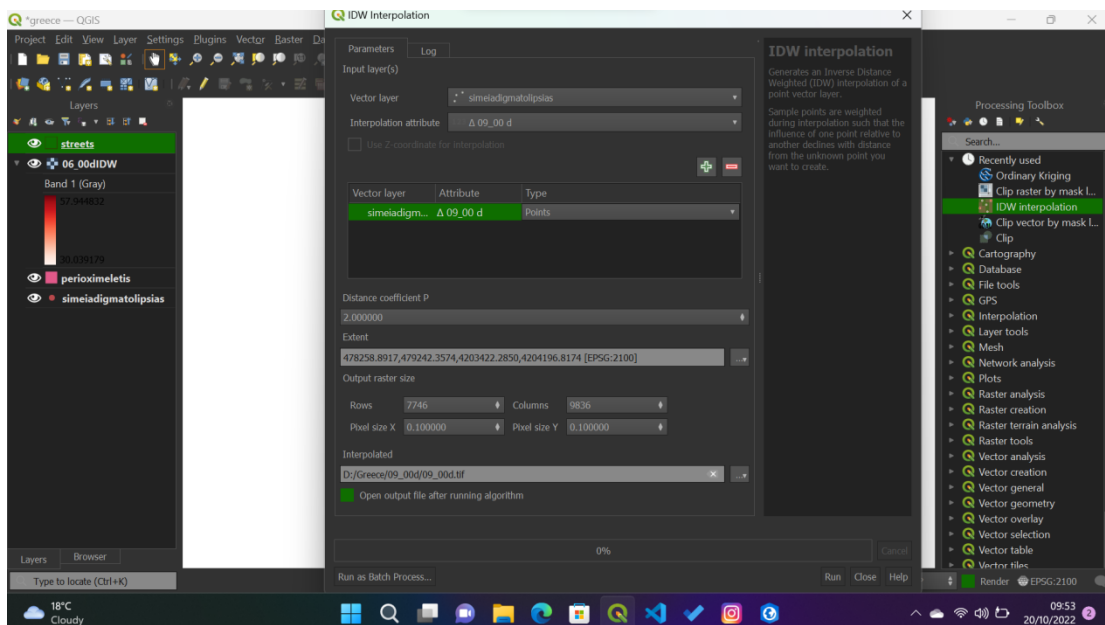 *greece — QGIS
Project Edit View Layer Settings Plugins Vector Raster Da
Layers
streets
06_00dIDW
Band 1 (Gray)
57.944832
30.039179
perioximeletis
simeiadigmatolipsias
Layers Browser
Type to locate (Ctrl+K)
IDW Interpolation
Parameters Log
Input layer(s)
Vector layer simeiadigmatolipsias
Interpolation attribute Δ 09_00 d
Use Z-coordinate for interpolation
Vector layer Attribute Type
simeiadigm... Δ 09_00 d Points
Distance coefficient P
2.000000
Extent
478258.8917,479242.3574,4203422.2850,4204196.8174 [EPSG:2100]
Output raster size
Rows 7746 Columns 9836
Pixel size X 0.100000 Pixel size Y 0.100000
Interpolated
D:/Greece/09_00d/09_00d.tif
Open output file after running algorithm
0% Cancel
Run as Batch Process... Run Close Help
IDW interpolation
Generates an Inverse Distance
Weighted (IDW) interpolation of a
point vector layer.
Sample points are weighted
during interpolation such that the
influence of one point relative to
another declines with distance
from the unknown point you
want to create.
Processing Toolbox
Search...
Recently used
Ordinary Kriging
Clip raster by mask l...
IDW interpolation
Clip vector by mask l...
Clip
Cartography
Database
File tools
GPS
Interpolation
Layer tools
Mesh
Network analysis
Plots
Raster analysis
Raster creation
Raster terrain analysis
Raster tools
Vector analysis
Vector creation
Vector general
Vector geometry
Vector overlay
Vector selection
Vector table
Vector tiles
Render EPSG:2100
18°C
Cloudy
09:53
20/10/2022
2